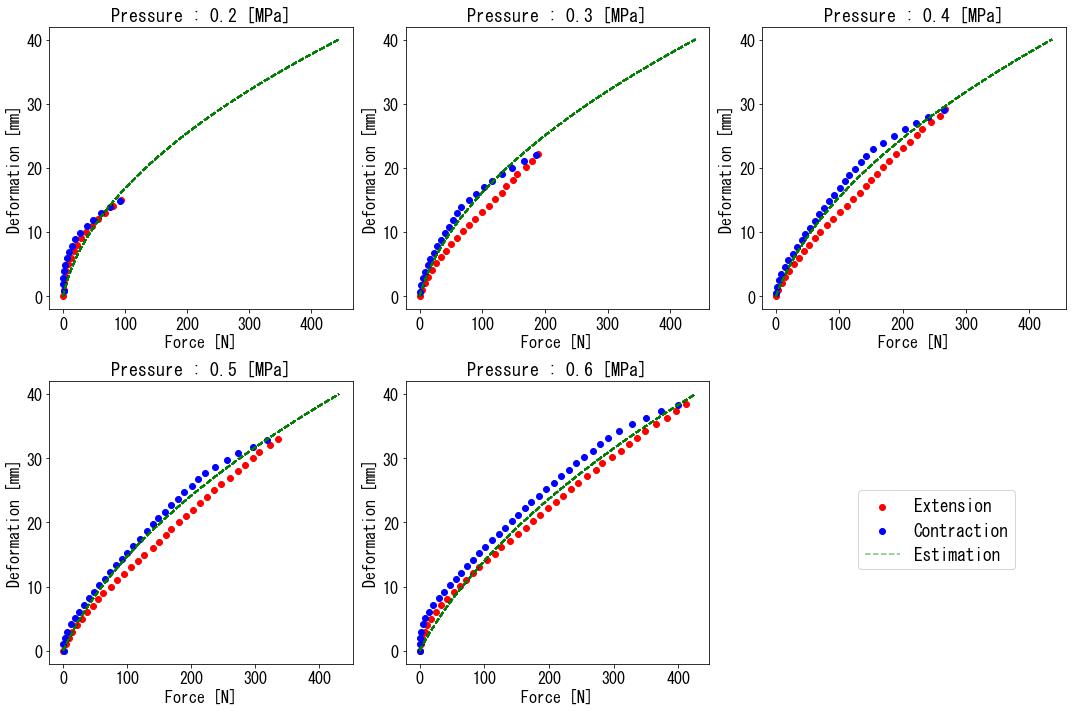 Pressure : 0.2 [MPa]
Pressure : 0.3 [MPa]
Pressure : 0.4 [MPa]
Deformation [mm]
40
30
20
10
0
Deformation [mm]
40
30
20
10
0
Deformation [mm]
40
30
20
10
0
0 100 200 300 400
0 100 200 300 400
0 100 200 300 400
Force [N]
Force [N]
Force [N]
Pressure : 0.5 [MPa]
Pressure : 0.6 [MPa]
Deformation [mm]
40
30
20
10
0
Deformation [mm]
40
30
20
10
0
0 100 200 300 400
0 100 200 300 400
Force [N]
Force [N]
Extension
Contraction
Estimation